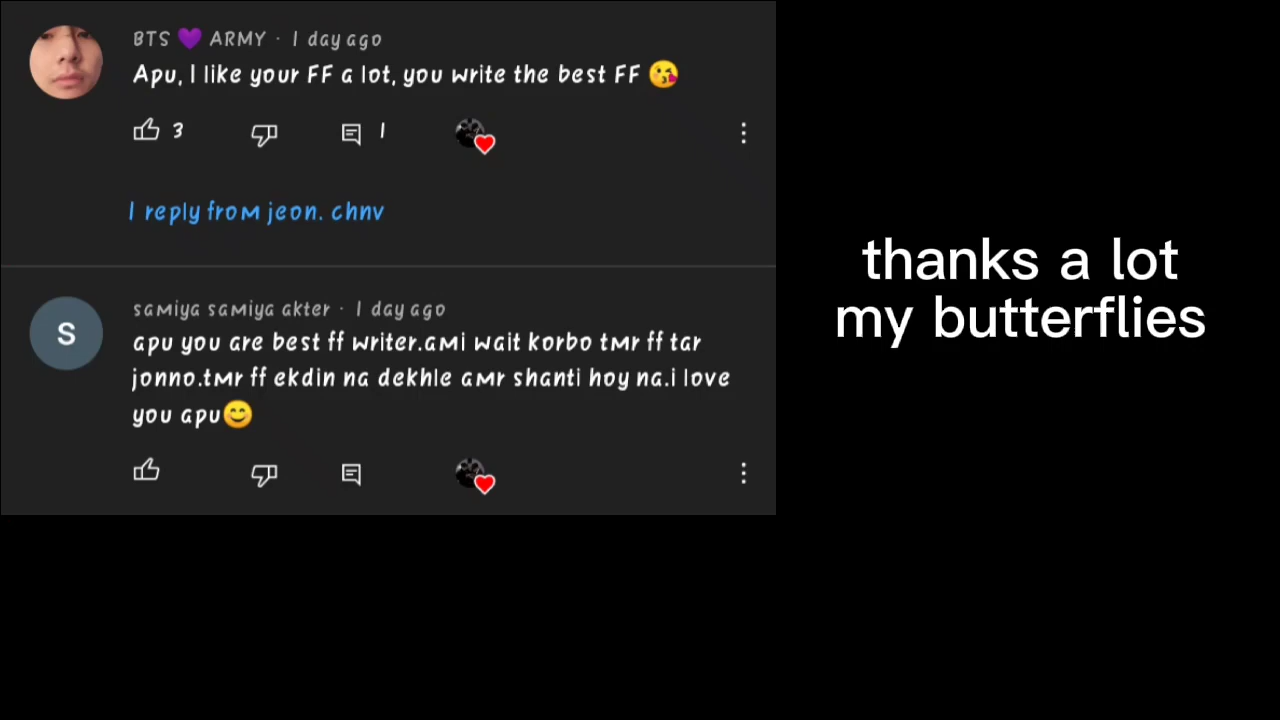 BTS 💜 ARMY · 1 day ago
Apu, I like your FF a lot, you write the best FF 😘
3
1
1 reply from jeon. chnv
S
samiya samiya akter · 1 day ago
apu you are best ff writer.ami wait korbo tmr ff tar
jonno.tmr ff ekdin na dekhle amr shanti hoy na.i love
you apu😊
thanks a lot
my butterflies